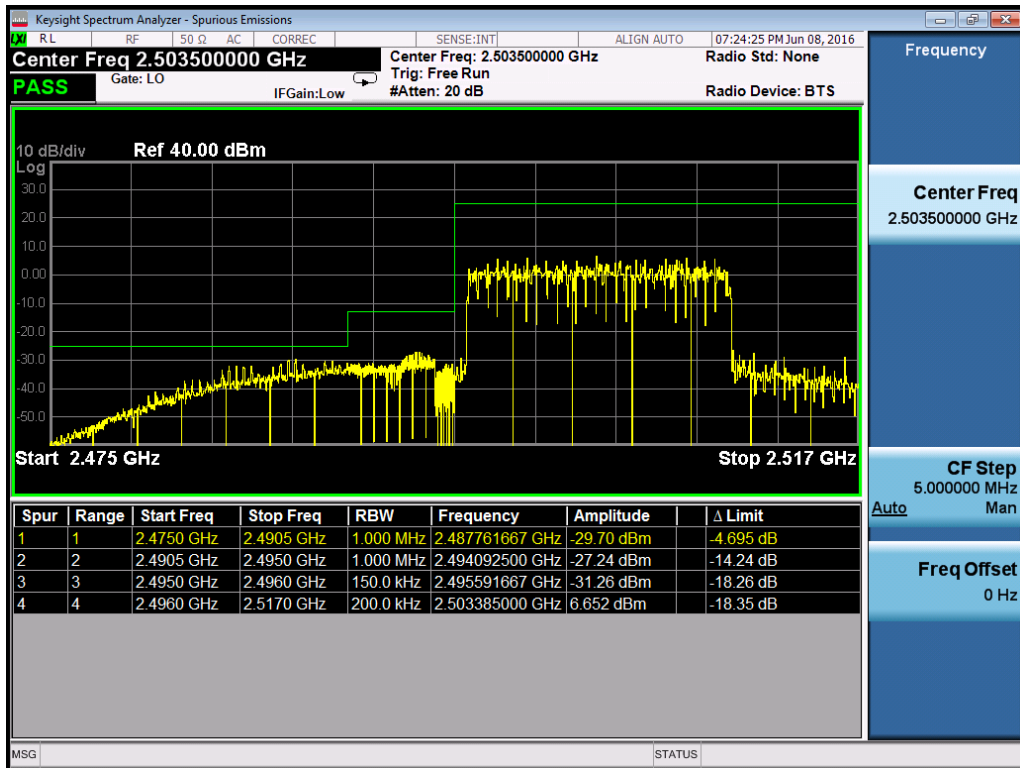 Keysight Spectrum Analyzer - Spurious Emissions
LXI RL RF 50 Ω AC CORREC SENSE:INT ALIGN AUTO 07:24:25 PM Jun 08, 2016
Center Freq 2.503500000 GHz
Center Freq: 2.503500000 GHz
Radio Std: None
Gate: LO
Trig: Free Run
PASS
IFGain:Low
#Atten: 20 dB
Radio Device: BTS
10 dB/div
Ref 40.00 dBm
Log
30.0
20.0
10.0
0.00
-10.0
-20.0
-30.0
-40.0
-50.0
Start 2.475 GHz
Stop 2.517 GHz
Spur Range Start Freq Stop Freq RBW Frequency Amplitude Δ Limit
1 1 2.4750 GHz 2.4905 GHz 1.000 MHz 2.487761667 GHz -29.70 dBm -4.695 dB
2 2 2.4905 GHz 2.4950 GHz 1.000 MHz 2.494092500 GHz -27.24 dBm -14.24 dB
3 3 2.4950 GHz 2.4960 GHz 150.0 kHz 2.495591667 GHz -31.26 dBm -18.26 dB
4 4 2.4960 GHz 2.5170 GHz 200.0 kHz 2.503385000 GHz 6.652 dBm -18.35 dB
Frequency
Center Freq
2.503500000 GHz
CF Step
5.000000 MHz
Auto Man
Freq Offset
0 Hz
MSG
STATUS